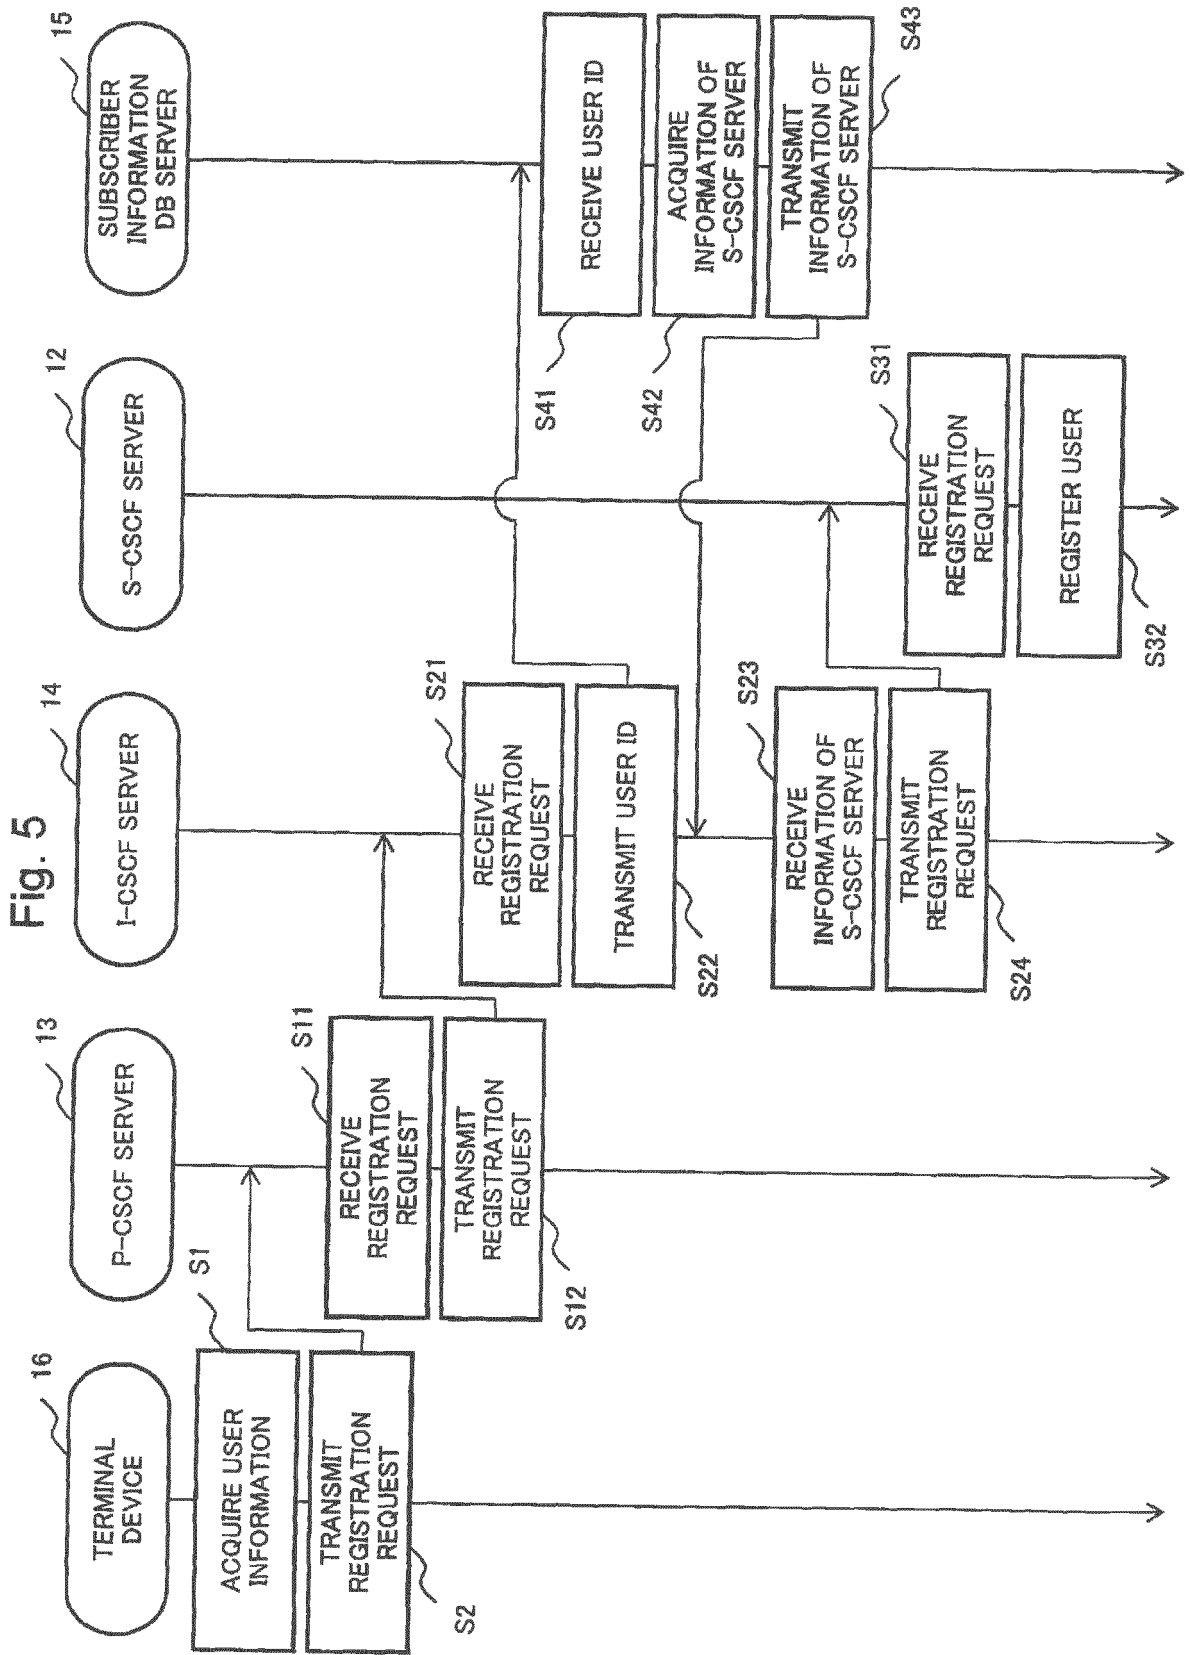 Fig. 5
16
TERMINAL
DEVICE
13
P-CSCF SERVER
14
I-CSCF SERVER
12
S-CSCF SERVER
15
SUBSCRIBER
INFORMATION
DB SERVER
S1
ACQUIRE USER
INFORMATION
TRANSMIT
REGISTRATION
REQUEST
S2
S11
RECEIVE
REGISTRATION
REQUEST
TRANSMIT
REGISTRATION
REQUEST
S12
S21
RECEIVE
REGISTRATION
REQUEST
TRANSMIT USER ID
S22
S41
RECEIVE USER ID
S42
ACQUIRE
INFORMATION OF
S-CSCF SERVER
TRANSMIT
INFORMATION OF
S-CSCF SERVER
S43
S23
RECEIVE
INFORMATION OF
S-CSCF SERVER
TRANSMIT
REGISTRATION
REQUEST
S24
S31
RECEIVE
REGISTRATION
REQUEST
REGISTER USER
S32